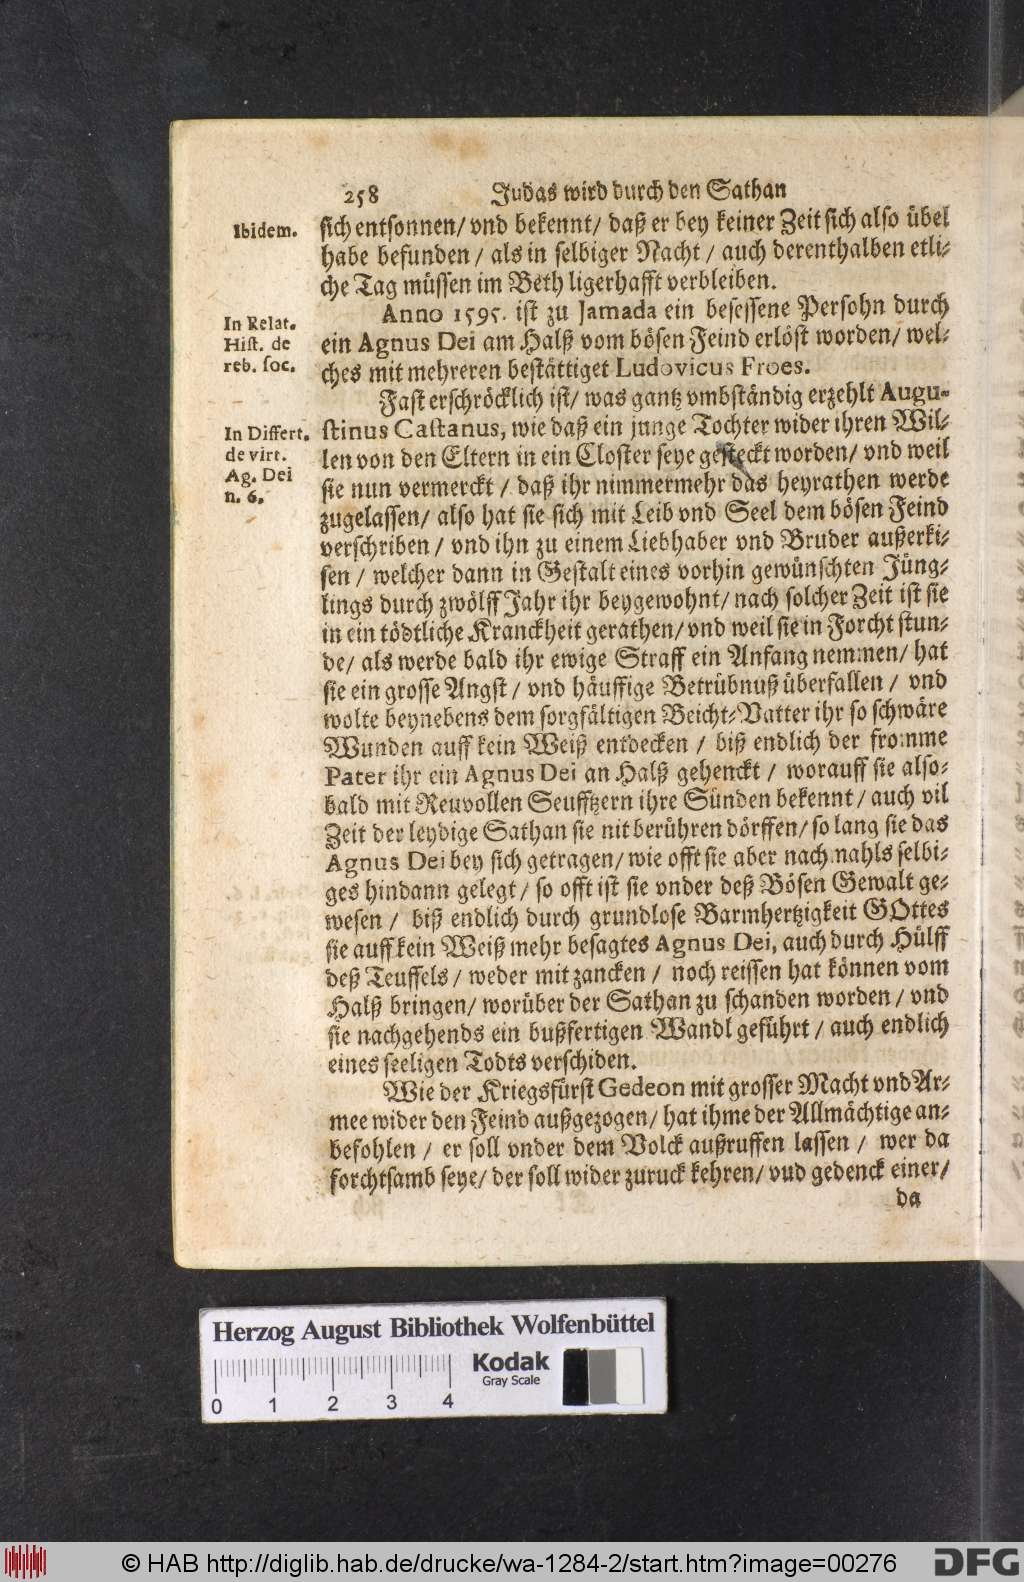 258 Judas wird durch den Sathan
Ibidem.
sich entsonnen/ vnd bekennt/ daß er bey keiner Zeit sich also übel
habe befunden/ als in selbiger Nacht/ auch derenthalben etli-
che Tag müssen im Beth ligerhafft verbleiben.
In Relat.
Hist. de
reb. soc.
Anno 1595. ist zu Jamada ein besessene Persohn durch
ein Agnus Dei am Halß vom bösen Feind erlöst worden/ wel-
ches mit mehreren bestättiget Ludovicus Froes.
Fast erschröcklich ist/ was gantz vmbständig erzehlt Augu-
In Differt.
de virt.
Ag. Dei
n. 6.
stinus Castanus, wie daß ein junge Tochter wider ihren Wil-
len von den Eltern in ein Closter seye gesteckt worden/ vnd weil
sie nun vermerckt/ daß ihr nimmermehr das heyrathen werde
zugelassen/ also hat sie sich mit Leib vnd Seel dem bösen Feind
verschriben/ vnd ihn zu einem Liebhaber vnd Bruder außerki-
sen/ welcher dann in Gestalt eines vorhin gewünschten Jüng-
lings durch zwölff Jahr ihr beygewohnt/ nach solcher Zeit ist sie
in ein tödtliche Kranckheit gerathen/ vnd weil sie in Forcht stun-
de/ als werde bald ihr ewige Straff ein Anfang nemmen/ hat
sie ein grosse Angst/ vnd häuffige Betrübnuß überfallen/ vnd
wolte beynebens dem sorgfältigen Beicht-Vatter ihr so schwäre
Wunden auff kein Weiß entdecken/ biß endlich der fromme
Pater ihr ein Agnus Dei an Halß gehenckt/ worauff sie also-
bald mit Reuvollen Seufftzern ihre Sünden bekennt/ auch vil
Zeit der leydige Sathan sie nit berühren dörffen/ so lang sie das
Agnus Dei bey sich getragen/ wie offt sie aber nachmahls selbi-
ges hindann gelegt/ so offt ist sie vnder deß Bösen Gewalt ge-
wesen/ biß endlich durch grundlose Barmhertzigkeit GOttes
sie auff kein Weiß mehr besagtes Agnus Dei, auch durch Hülff
deß Teuffels/ weder mit zancken/ noch reissen hat können vom
Halß bringen/ worüber der Sathan zu schanden worden/ vnd
sie nachgehends ein bußfertigen Wandl geführt/ auch endlich
eines seeligen Todts verschiden.
Wie der Kriegsfürst Gedeon mit grosser Macht vnd Ar-
mee wider den Feind außgezogen/ hat ihme der Allmächtige an-
befohlen/ er soll vnder dem Volck außruffen lassen/ wer da
forchtsamb seye/ der soll wider zuruck kehren/ vud gedenck einer/
da
Herzog August Bibliothek Wolfenbüttel
Kodak
Gray Scale
0 1 2 3 4
© HAB http://diglib.hab.de/drucke/wa-1284-2/start.htm?image=00276
DFG